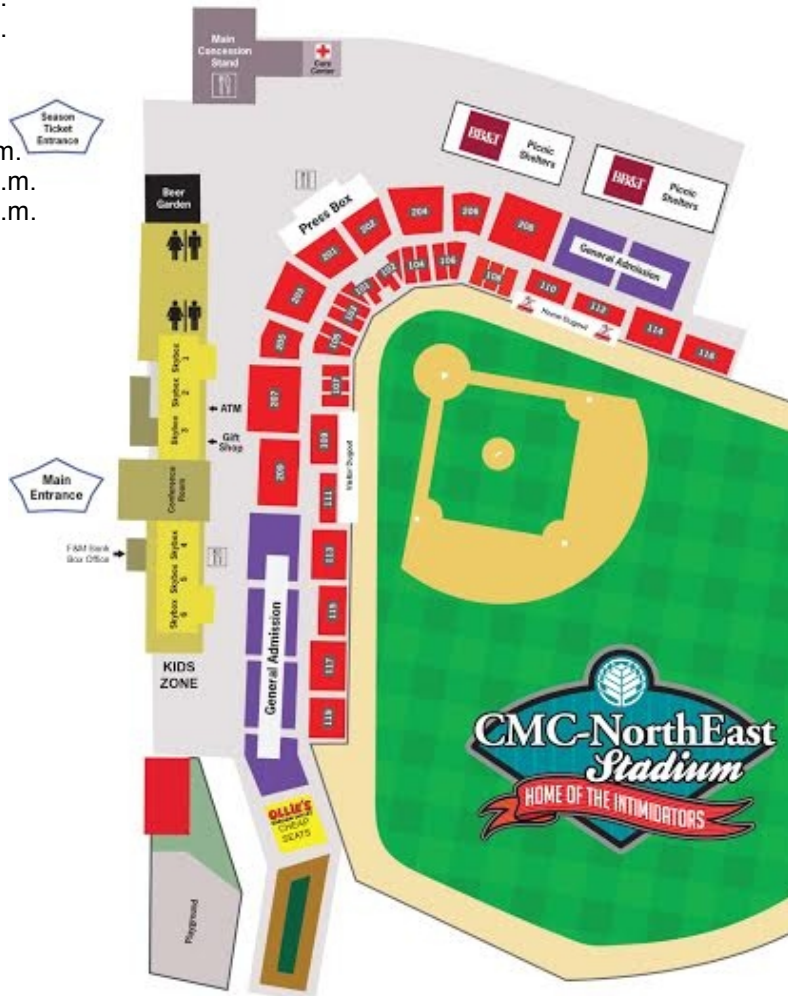 .
.
m.
.m.
.m.
Main
Concession
Stand
Care
Center
Season
Ticket
Entrance
BB&T
Picnic
Shelters
BB&T
Picnic
Shelters
Beer
Garden
Press Box
202
204
206
208
General Admission
201
203
205
207
209
102
104
106
108
110
112
114
116
Home Dugout
101
103
105
107
109
111
113
115
117
119
Visitor Dugout
Skybox
1
Skybox
2
Skybox
3
ATM
Gift
Shop
Main
Entrance
Conference
Room
F&M Bank
Box Office
Skybox
4
Skybox
5
Skybox
6
General Admission
KIDS
ZONE
CMC-NorthEast
Stadium
HOME OF THE INTIMIDATORS
OLLIE'S
CHEAP
SEATS
Playground